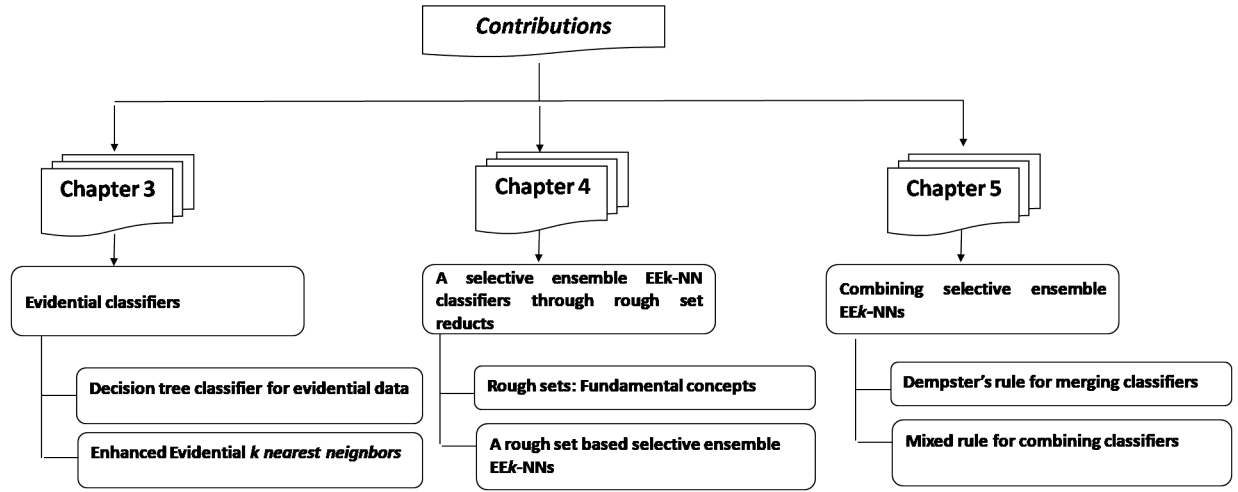 Contributions
Chapter 3
Chapter 4
Chapter 5
Evidential classifiers
A selective ensemble EEk-NN
classifiers through rough set
reducts
Combining selective ensemble
EEk-NNs
Decision tree classifier for evidential data
Enhanced Evidential k nearest neighbors
Rough sets: Fundamental concepts
A rough set based selective ensemble
EEk-NNs
Dempster's rule for merging classifiers
Mixed rule for combining classifiers